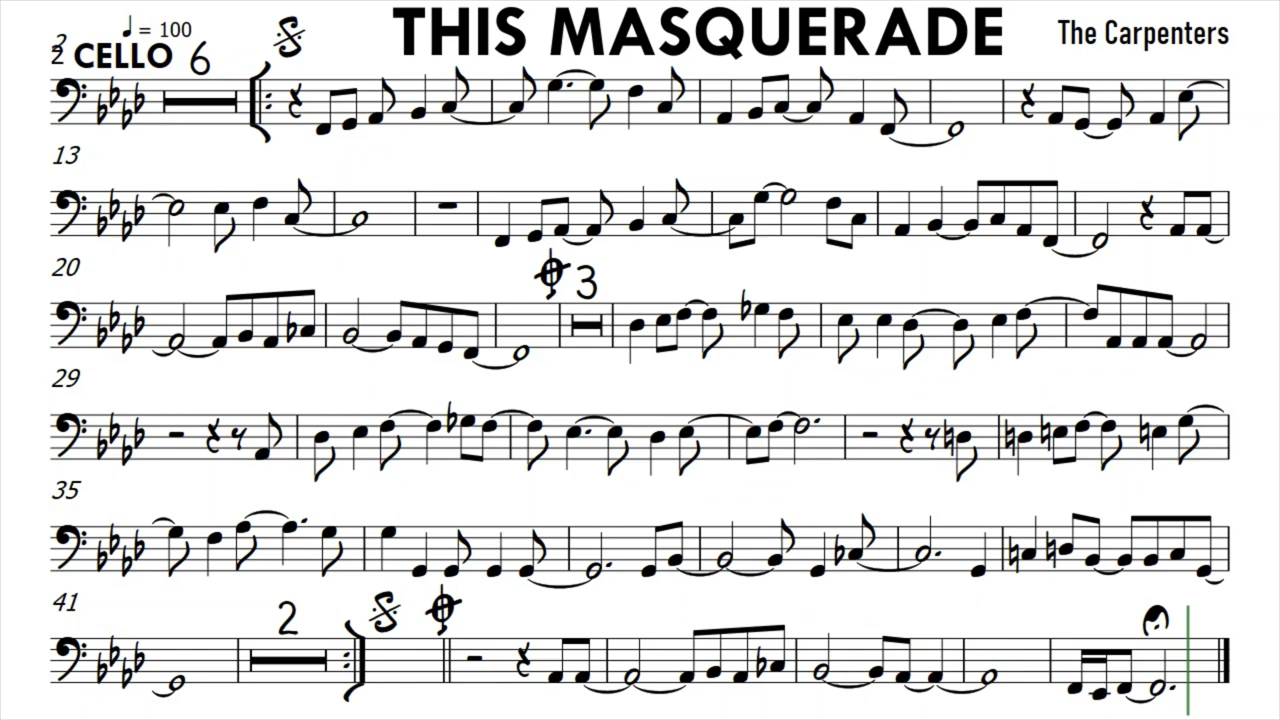 ♩ = 100
THIS MASQUERADE
The Carpenters
2
2 CELLO 6
13
20
3
29
35
41
2